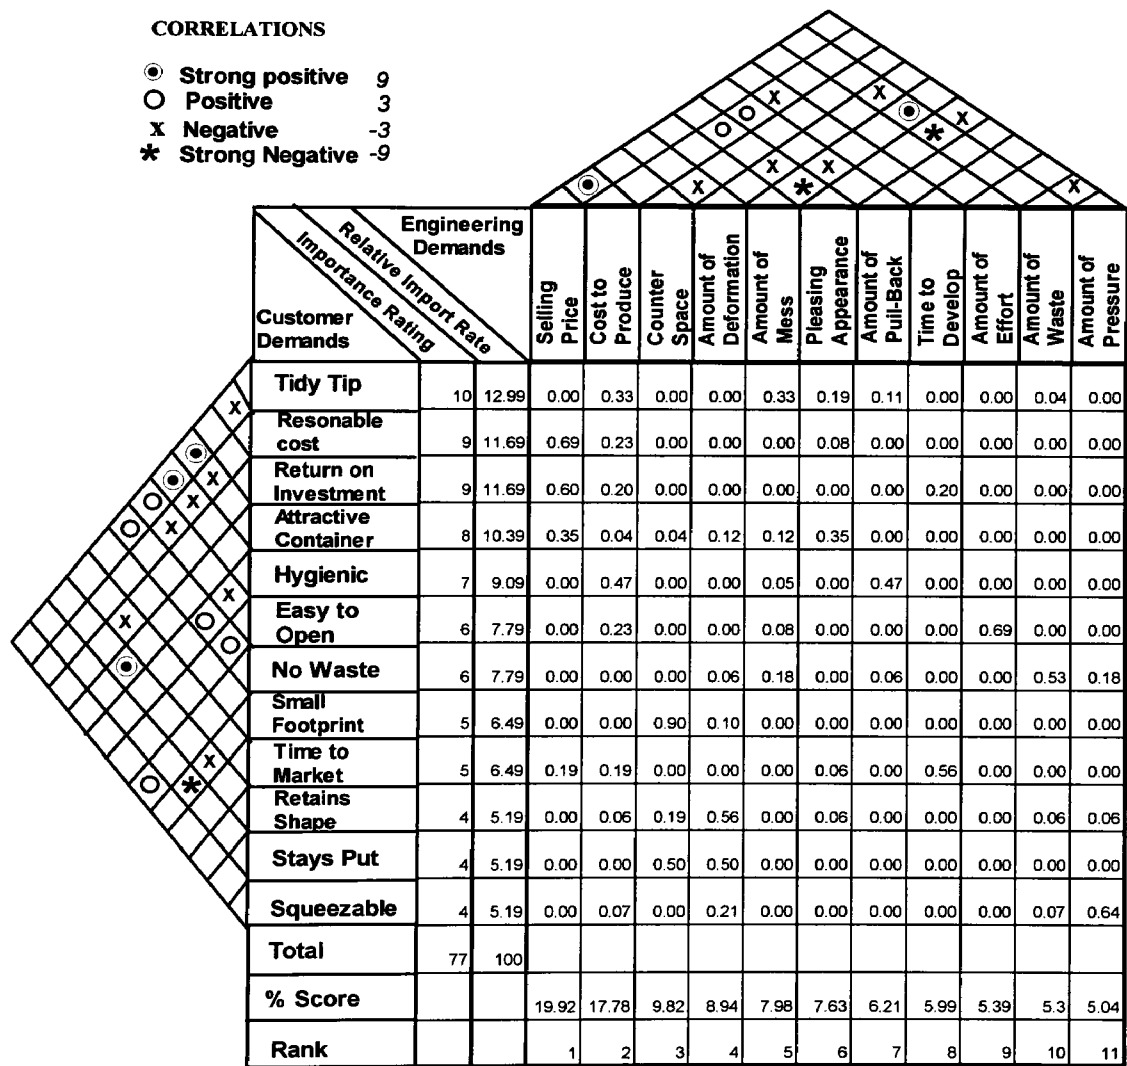 CORRELATIONS
Strong positive 9
Positive 3
x Negative -3
* Strong Negative -9
Engineering Demands
Relative Import Rate
Importance Rating
Customer Demands
Selling Price
Cost to Produce
Counter Space
Amount of Deformation
Amount of Mess
Pleasing Appearance
Amount of Pull-Back
Time to Develop
Amount of Effort
Amount of Waste
Amount of Pressure
Tidy Tip 10 12.99 0.00 0.33 0.00 0.00 0.33 0.19 0.11 0.00 0.00 0.04 0.00
Resonable cost 9 11.69 0.69 0.23 0.00 0.00 0.00 0.08 0.00 0.00 0.00 0.00 0.00
Return on Investment 9 11.69 0.60 0.20 0.00 0.00 0.00 0.00 0.00 0.20 0.00 0.00 0.00
Attractive Container 8 10.39 0.35 0.04 0.04 0.12 0.12 0.35 0.00 0.00 0.00 0.00 0.00
Hygienic 7 9.09 0.00 0.47 0.00 0.00 0.05 0.00 0.47 0.00 0.00 0.00 0.00
Easy to Open 6 7.79 0.00 0.23 0.00 0.00 0.08 0.00 0.00 0.00 0.69 0.00 0.00
No Waste 6 7.79 0.00 0.00 0.00 0.06 0.18 0.00 0.06 0.00 0.00 0.53 0.18
Small Footprint 5 6.49 0.00 0.00 0.90 0.10 0.00 0.00 0.00 0.00 0.00 0.00 0.00
Time to Market 5 6.49 0.19 0.19 0.00 0.00 0.00 0.06 0.00 0.56 0.00 0.00 0.00
Retains Shape 4 5.19 0.00 0.06 0.19 0.56 0.00 0.06 0.00 0.00 0.00 0.06 0.06
Stays Put 4 5.19 0.00 0.00 0.50 0.50 0.00 0.00 0.00 0.00 0.00 0.00 0.00
Squeezable 4 5.19 0.00 0.07 0.00 0.21 0.00 0.00 0.00 0.00 0.00 0.07 0.64
Total 77 100
% Score 19.92 17.78 9.82 8.94 7.98 7.63 6.21 5.99 5.39 5.3 5.04
Rank 1 2 3 4 5 6 7 8 9 10 11